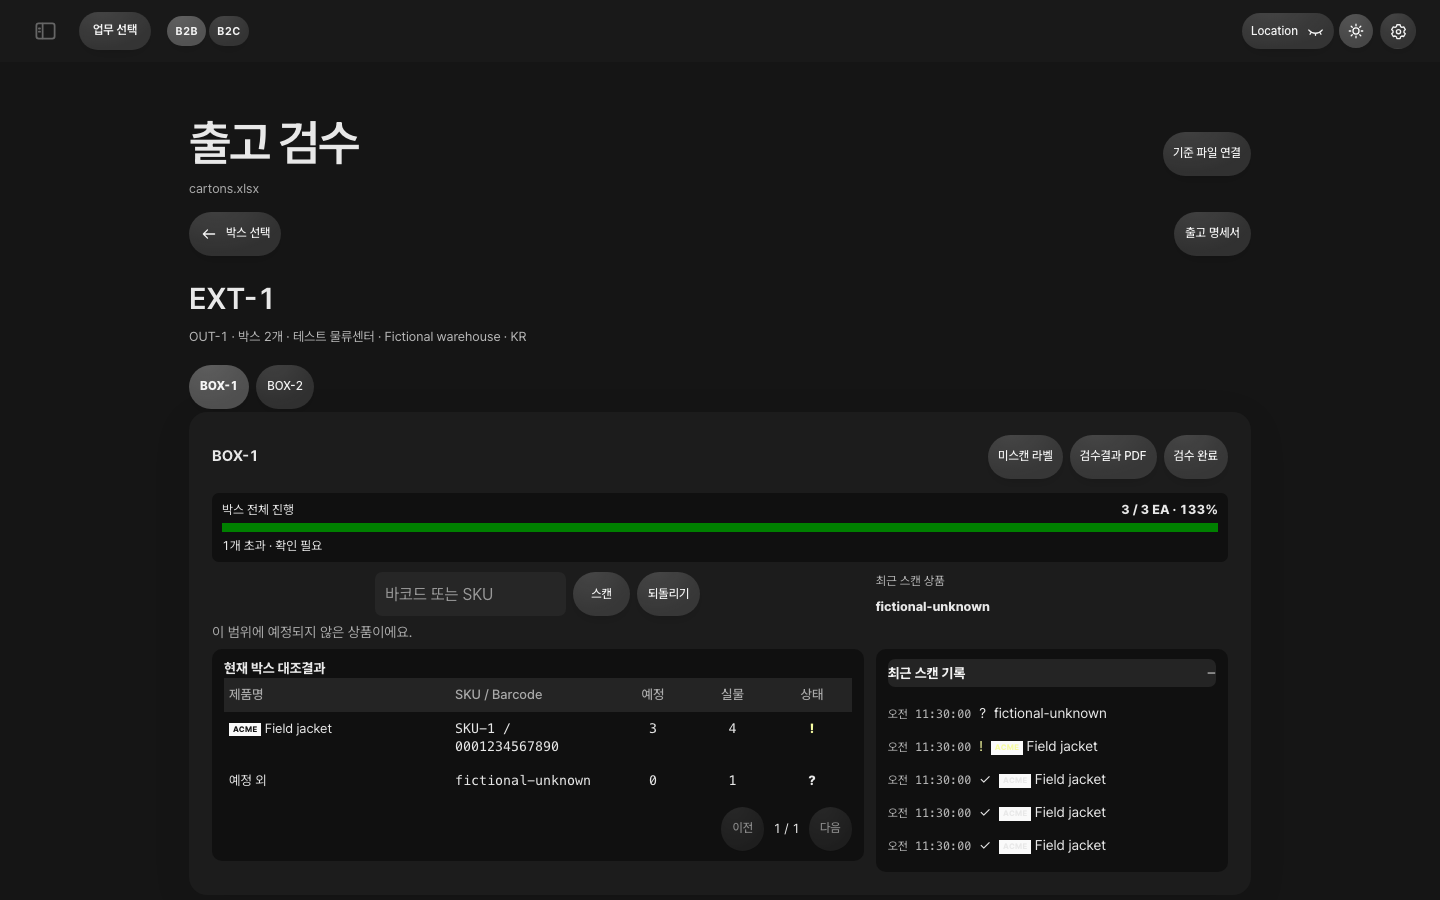 업무 선택
B2B
B2C
Location
출고 검수
기준 파일 연결
cartons.xlsx
박스 선택
출고 명세서
EXT-1
OUT-1 · 박스 2개 · 테스트 물류센터 · Fictional warehouse · KR
BOX-1
BOX-2
BOX-1
미스캔 라벨
검수결과 PDF
검수 완료
박스 전체 진행
3 / 3 EA · 133%
1개 초과 · 확인 필요
바코드 또는 SKU
스캔
되돌리기
최근 스캔 상품
fictional-unknown
이 범위에 예정되지 않은 상품이에요.
현재 박스 대조결과
제품명 SKU / Barcode 예정 실물 상태
ACME Field jacket SKU-1 / 3 4 !
0001234567890
예정 외 fictional-unknown 0 1 ?
이전
1 / 1
다음
최근 스캔 기록
오전 11:30:00 ? fictional-unknown
오전 11:30:00 ! ACME Field jacket
오전 11:30:00 ✓ ACME Field jacket
오전 11:30:00 ✓ ACME Field jacket
오전 11:30:00 ✓ ACME Field jacket